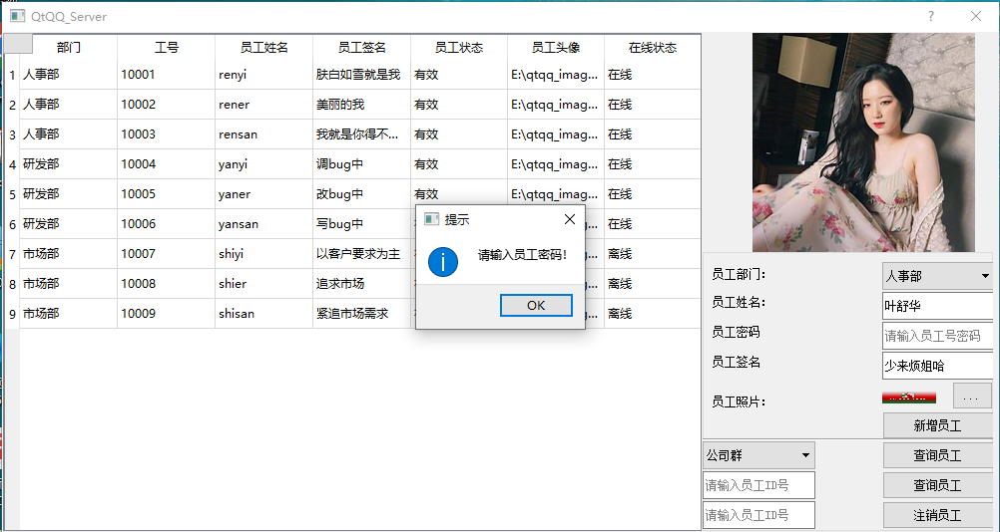 QtQQ_Server
部门 工号 员工姓名 员工签名 员工状态 员工头像 在线状态
1 人事部 10001 renyi 肤白如雪就是我 有效 E:\qtqq_imag... 在线
2 人事部 10002 rener 美丽的我 有效 E:\qtqq_imag... 在线
3 人事部 10003 rensan 我就是你得不... 有效 E:\qtqq_imag... 在线
4 研发部 10004 yanyi 调bug中 有效 E:\qtqq_imag... 在线
5 研发部 10005 yaner 改bug中 有效 E:\qtqq_imag... 在线
6 研发部 10006 yansan 写bug中 在线
7 市场部 10007 shiyi 以客户要求为主 离线
8 市场部 10008 shier 追求市场 离线
9 市场部 10009 shisan 紧追市场需求 离线
提示
请输入员工密码!
OK
员工部门: 人事部
员工姓名: 叶舒华
员工密码 请输入员工号密码
员工签名 少来烦姐哈
员工照片: ...
新增员工
公司群 查询员工
请输入员工ID号 查询员工
请输入员工ID号 注销员工